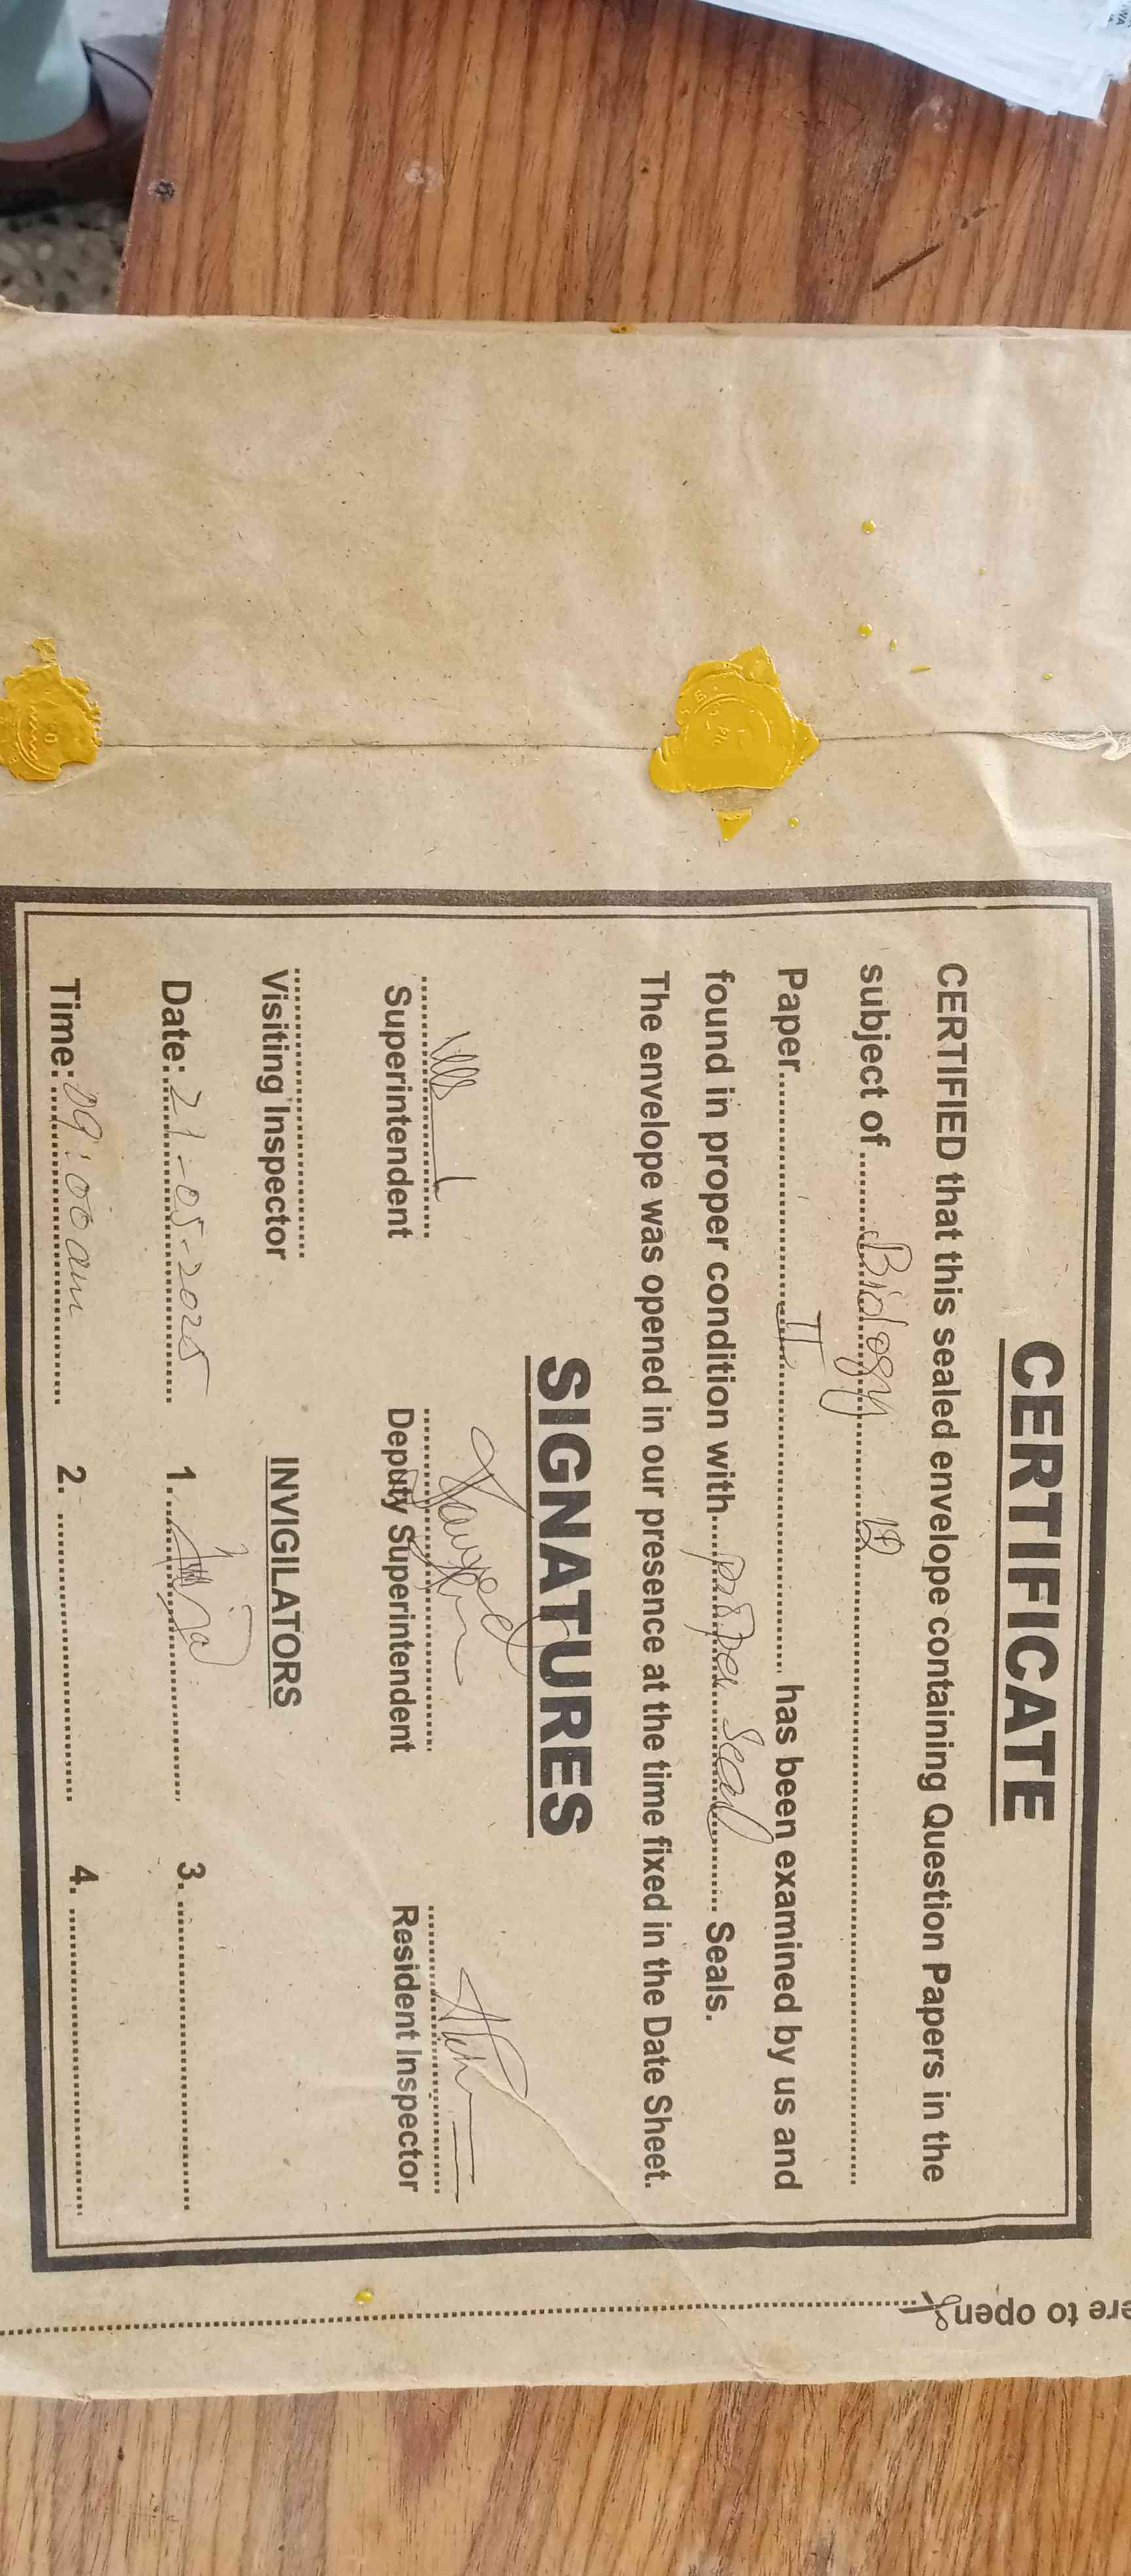 CERTIFICATE
CERTIFIED that this sealed envelope containing Question Papers in the
subject of Biology
Paper II has been examined by us and
found in proper condition with proper Seal Seals.
The envelope was opened in our presence at the time fixed in the Date Sheet.
SIGNATURES
Superintendent Deputy Superintendent Resident Inspector
Visiting Inspector INVIGILATORS
Date: 21-05-2025 1. 3.
Time: 09:00 am 2. 4.
ere to open